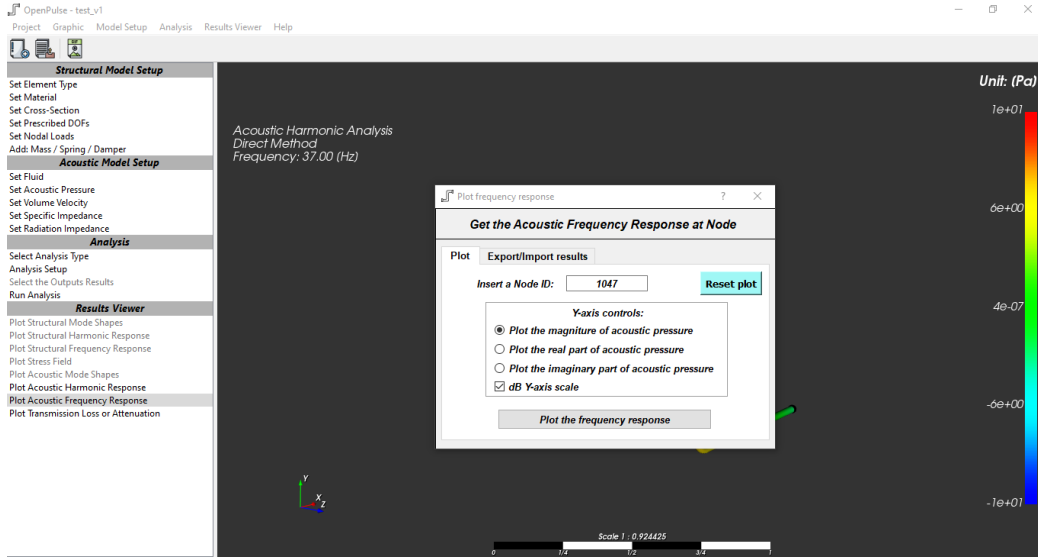 OpenPulse - test_v1
Project Graphic Model Setup Analysis Results Viewer Help
Structural Model Setup
Set Element Type
Set Material
Set Cross-Section
Set Prescribed DOFs
Set Nodal Loads
Add: Mass / Spring / Damper
Acoustic Model Setup
Set Fluid
Set Acoustic Pressure
Set Volume Velocity
Set Specific Impedance
Set Radiation Impedance
Analysis
Select Analysis Type
Analysis Setup
Select the Outputs Results
Run Analysis
Results Viewer
Plot Structural Mode Shapes
Plot Structural Harmonic Response
Plot Structural Frequency Response
Plot Stress Field
Plot Acoustic Mode Shapes
Plot Acoustic Harmonic Response
Plot Acoustic Frequency Response
Plot Transmission Loss or Attenuation
Acoustic Harmonic Analysis
Direct Method
Frequency: 37.00 (Hz)
Plot frequency response
?
Get the Acoustic Frequency Response at Node
Plot Export/Import results
Insert a Node ID: 1047 Reset plot
Y-axis controls:
Plot the magniture of acoustic pressure
Plot the real part of acoustic pressure
Plot the imaginary part of acoustic pressure
dB Y-axis scale
Plot the frequency response
Unit: (Pa)
1e+01
6e+00
4e-07
-6e+00
-1e+01
Y
X
Z
Scale 1 : 0.924425
0 1/4 1/2 3/4 1